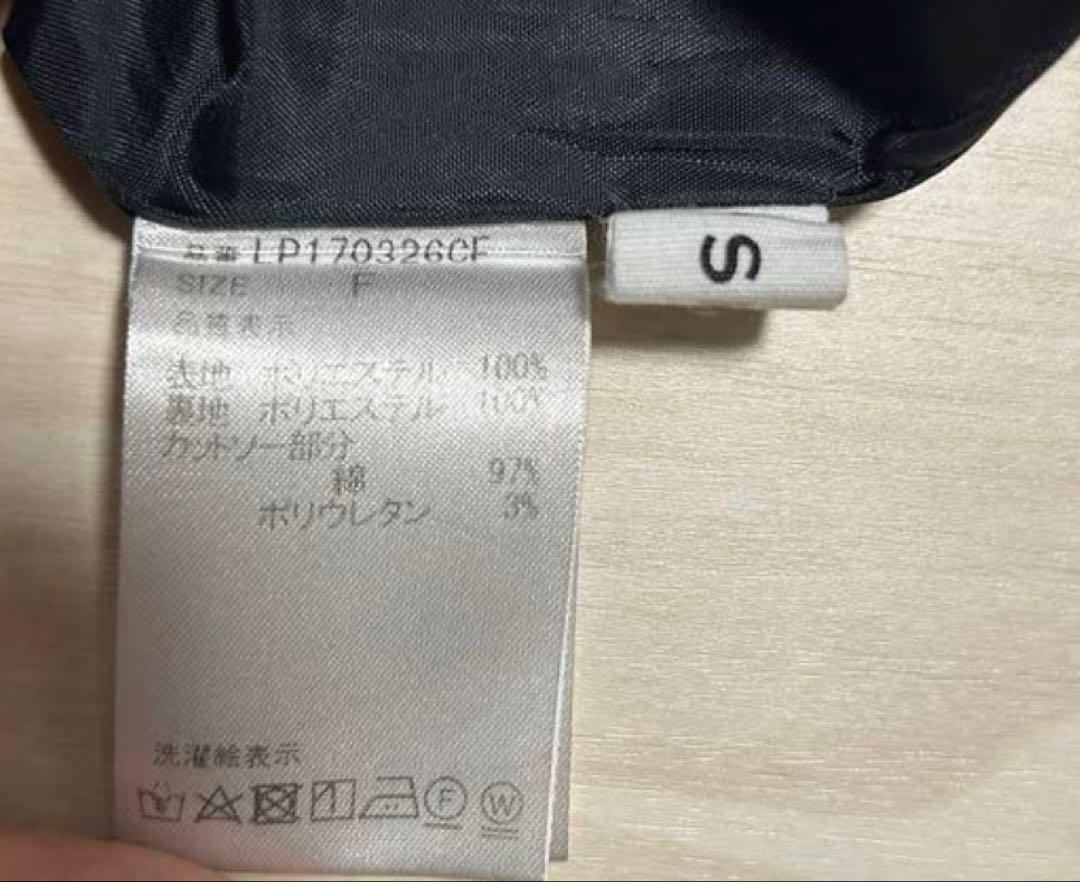 品番 LP170326CF
SIZE F
品質表示
表地 ポリエステル 100%
裏地 ポリエステル 100%
カットソー部分
綿 97%
ポリウレタン 3%
洗濯絵表示
F W
S